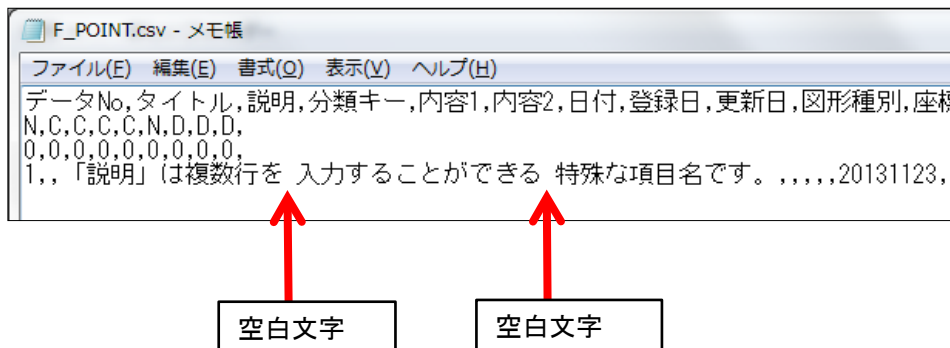 F_POINT.csv - メモ帳
ファイル(F) 編集(E) 書式(O) 表示(V) ヘルプ(H)
データNo,タイトル,説明,分類キー,内容1,内容2,日付,登録日,更新日,図形種別,座標
N,C,C,C,C,N,D,D,D,
0,0,0,0,0,0,0,0,0,
1,,「説明」は複数行を 入力することができる 特殊な項目名です。,,,,,20131123,
空白文字 空白文字